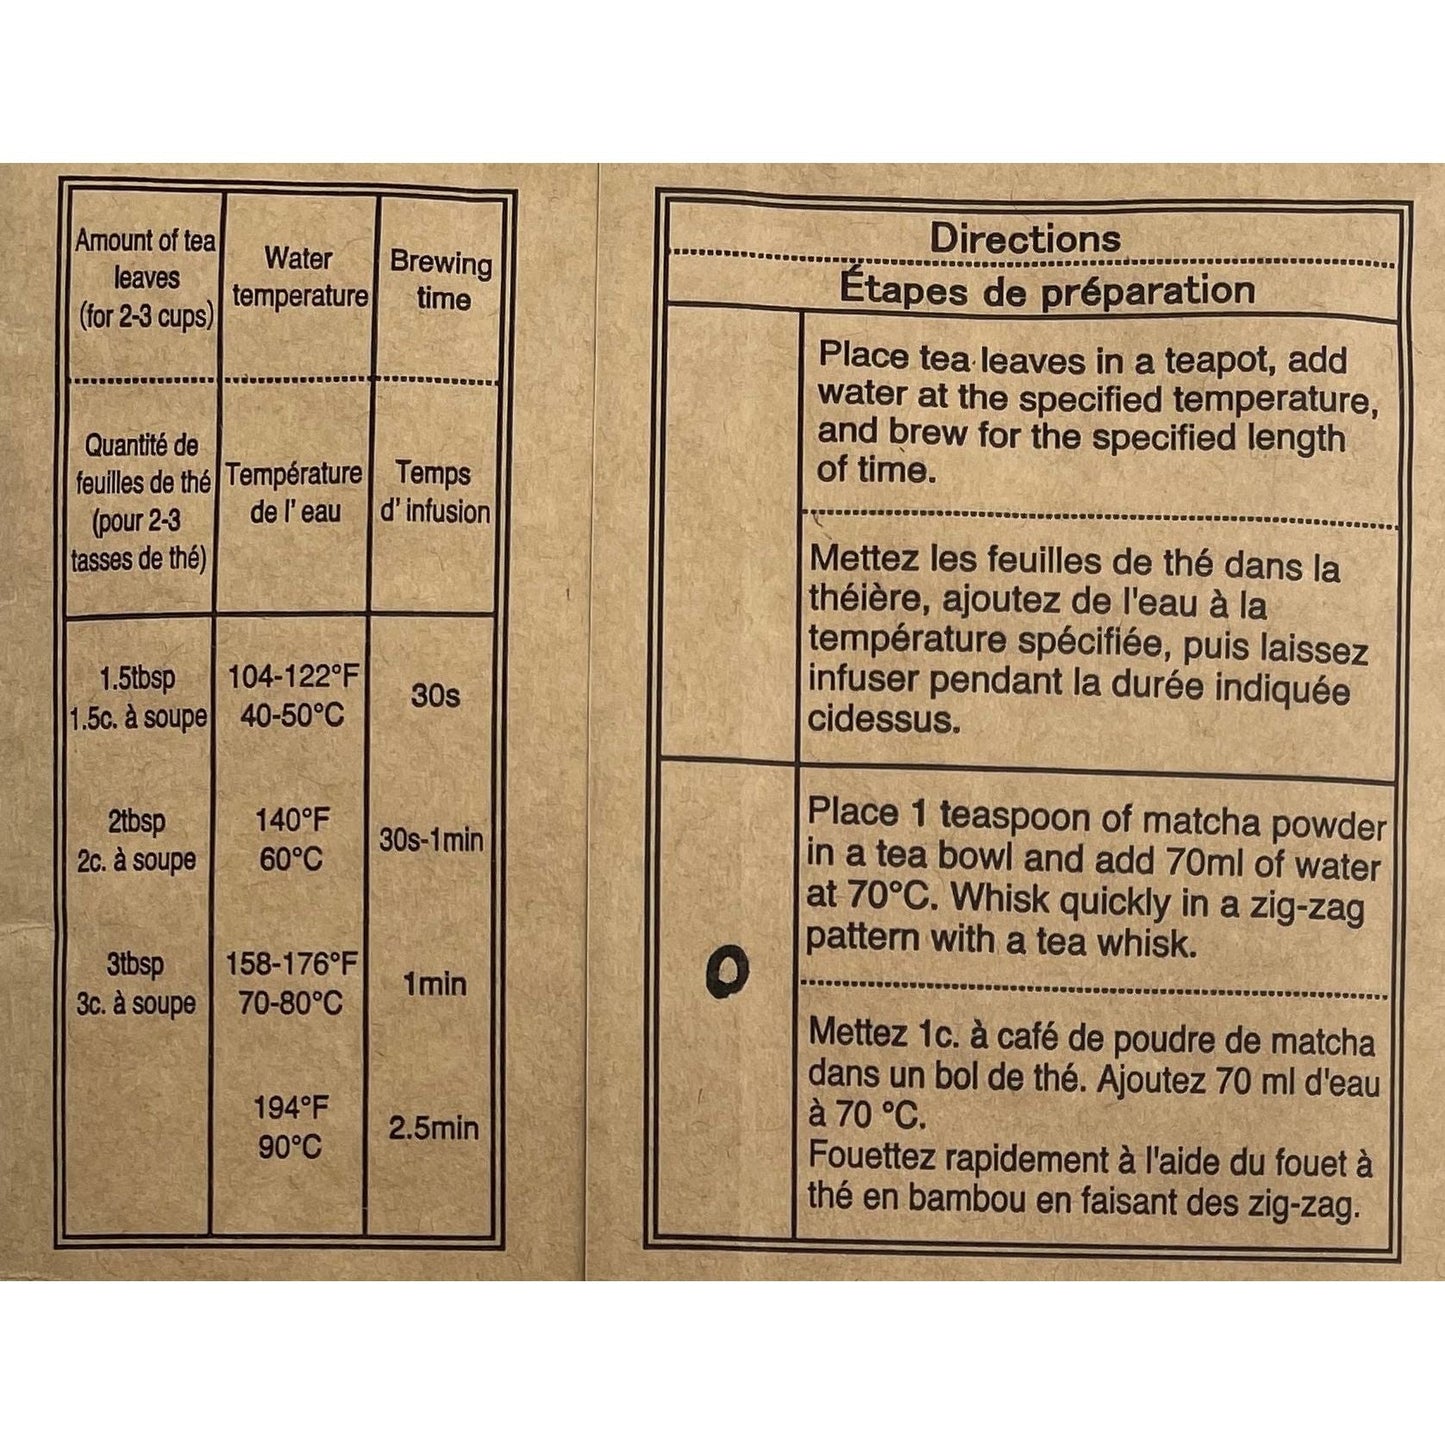 Amount of tea
leaves
(for 2-3 cups)
Water
temperature
Brewing
time
Quantité de
feuilles de thé
(pour 2-3
tasses de thé)
Température
de l' eau
Temps
d' infusion
1.5tbsp
1.5c. à soupe
104-122°F
40-50°C
30s
2tbsp
2c. à soupe
140°F
60°C
30s-1min
3tbsp
3c. à soupe
158-176°F
70-80°C
1min
194°F
90°C
2.5min
Directions
Étapes de préparation
Place tea leaves in a teapot, add
water at the specified temperature,
and brew for the specified length
of time.
Mettez les feuilles de thé dans la
théière, ajoutez de l'eau à la
température spécifiée, puis laissez
infuser pendant la durée indiquée
cidessus.
O
Place 1 teaspoon of matcha powder
in a tea bowl and add 70ml of water
at 70°C. Whisk quickly in a zig-zag
pattern with a tea whisk.
Mettez 1c. à café de poudre de matcha
dans un bol de thé. Ajoutez 70 ml d'eau
à 70 °C.
Fouettez rapidement à l'aide du fouet à
thé en bambou en faisant des zig-zag.